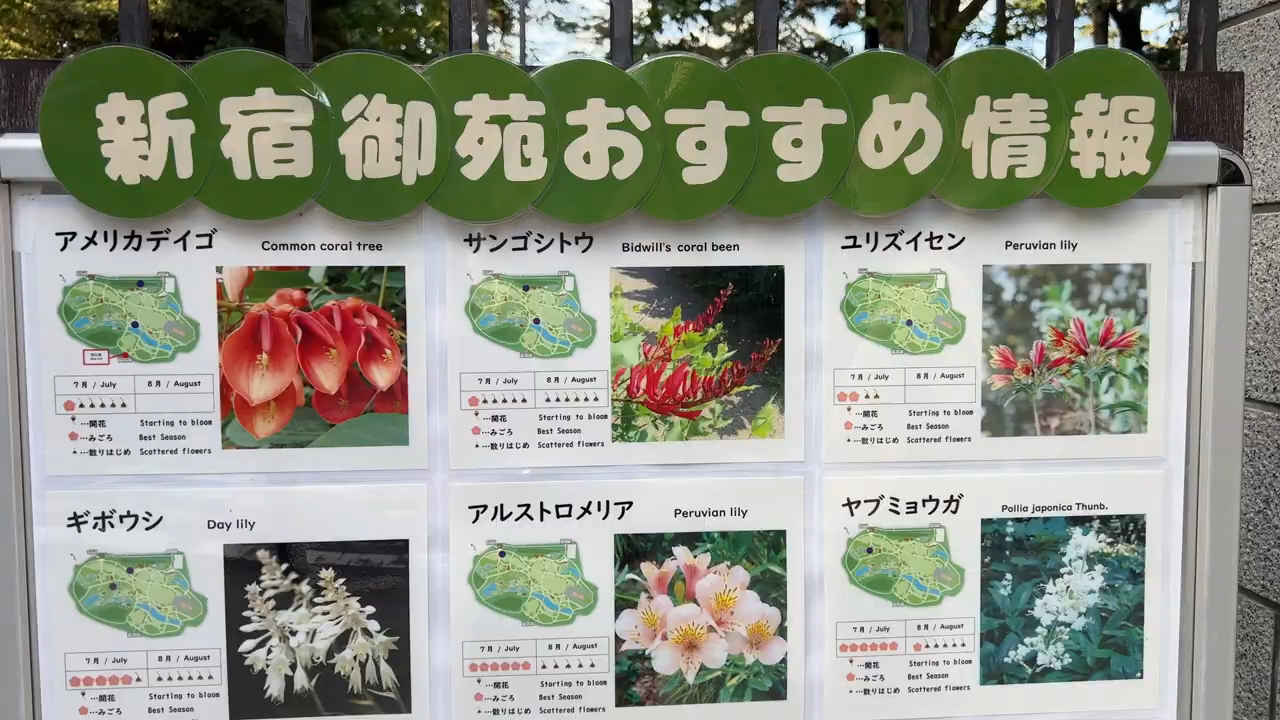 新宿御苑おすすめ情報
アメリカデイゴ Common coral tree
7月 / July 8月 / August
…開花 Starting to bloom
…みごろ Best Season
…散りはじめ Scattered flowers
サンゴシトウ Bidwill's coral been
7月 / July 8月 / August
…開花 Starting to bloom
…みごろ Best Season
…散りはじめ Scattered flowers
ユリズイセン Peruvian lily
7月 / July 8月 / August
…開花 Starting to bloom
…みごろ Best Season
…散りはじめ Scattered flowers
ギボウシ Day lily
7月 / July 8月 / August
…開花 Starting to bloom
…みごろ Best Season
…散りはじめ Scattered flowers
アルストロメリア Peruvian lily
7月 / July 8月 / August
…開花 Starting to bloom
…みごろ Best Season
…散りはじめ Scattered flowers
ヤブミョウガ Pollia japonica Thunb.
7月 / July 8月 / August
…開花 Starting to bloom
…みごろ Best Season
…散りはじめ Scattered flowers